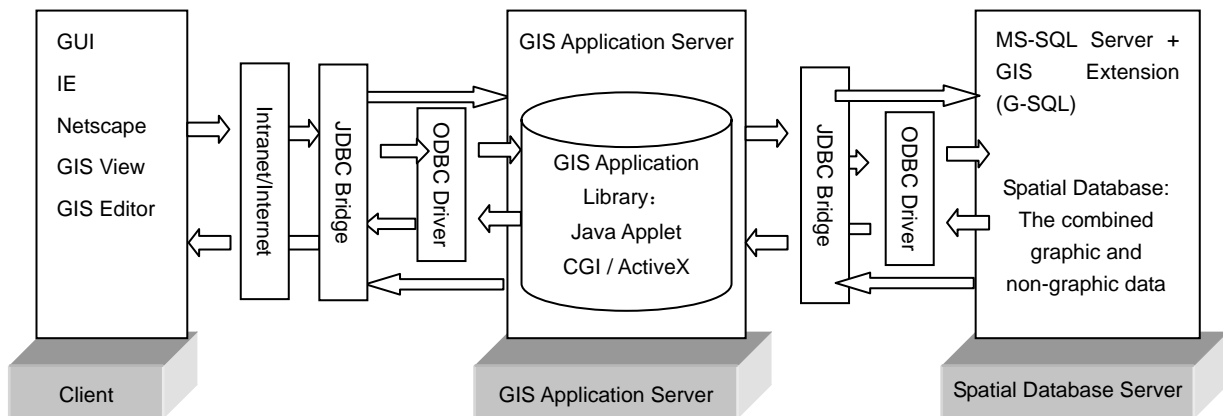 GUI
IE
Netscape
GIS View
GIS Editor
Client
Intranet/Internet
JDBC Bridge
ODBC Driver
GIS Application Server
GIS Application
Library：
Java Applet
CGI / ActiveX
GIS Application Server
JDBC Bridge
ODBC Driver
MS-SQL Server +
GIS Extension
(G-SQL)
Spatial Database:
The combined
graphic and
non-graphic data
Spatial Database Server